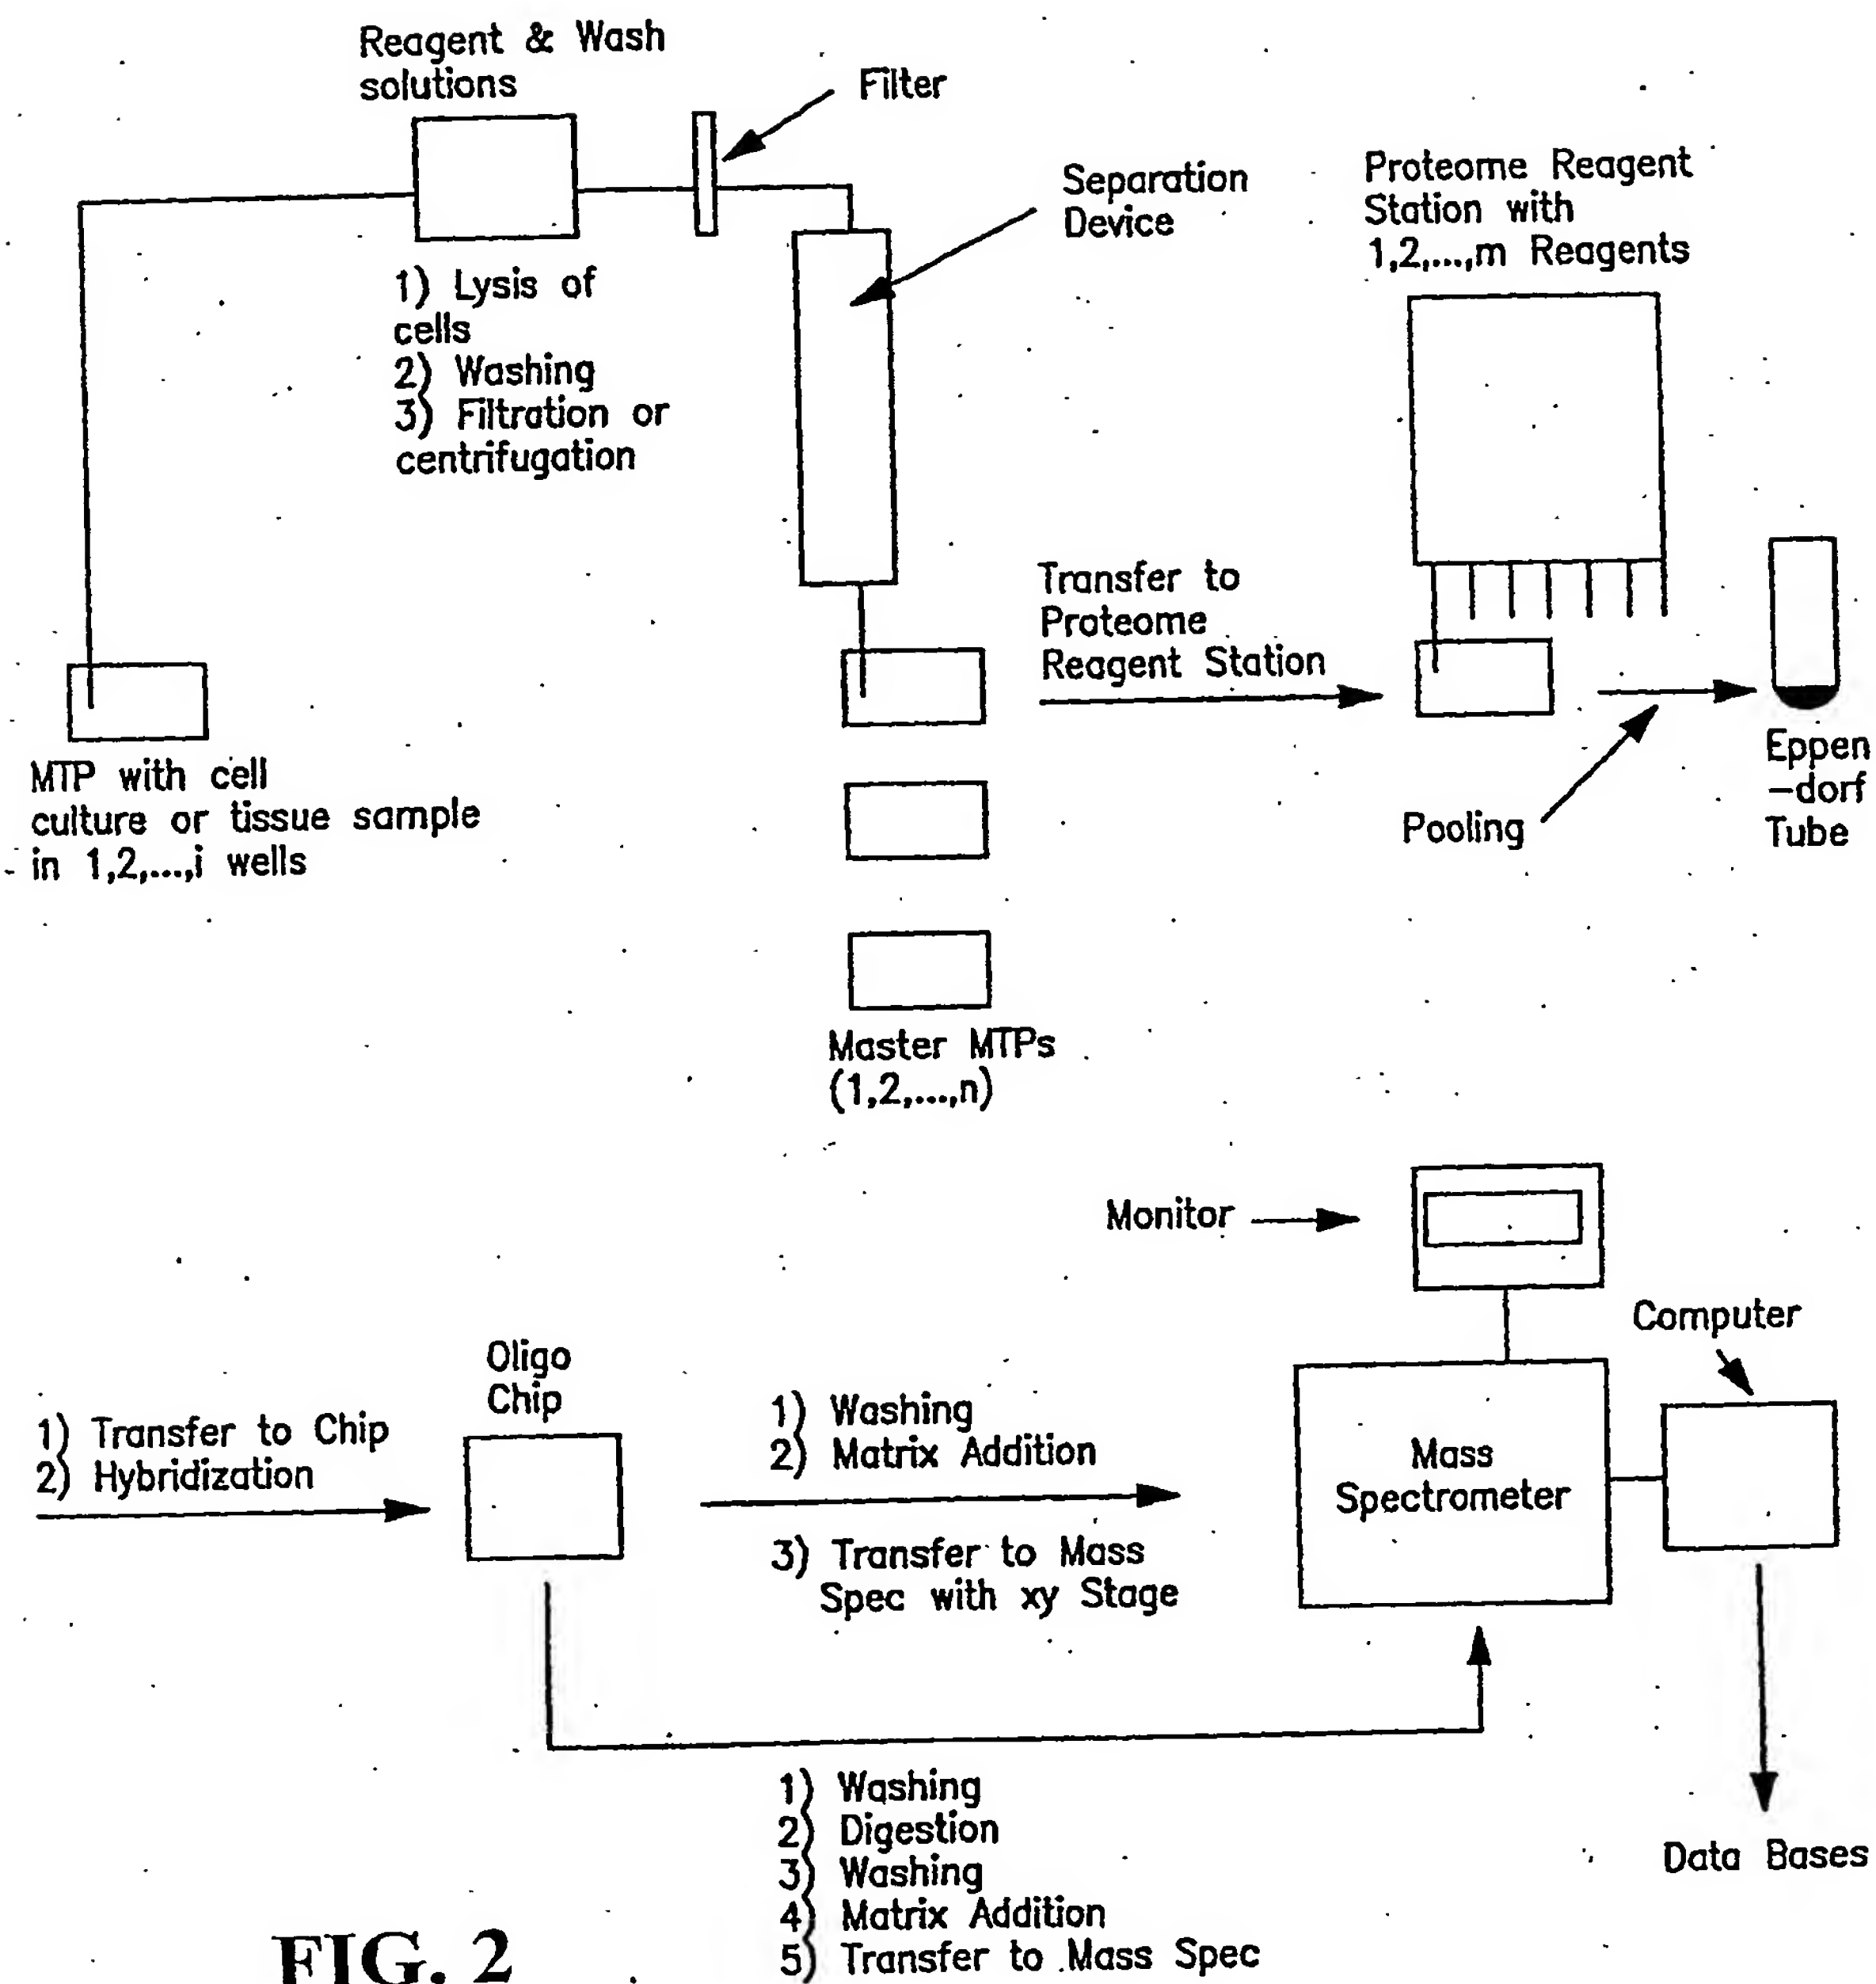 Reagent & Wash
solutions
Filter
Separation
Device
Proteome Reagent
Station with
1,2,...,m Reagents
1) Lysis of
cells
2) Washing
3) Filtration or
centrifugation
Transfer to
Proteome
Reagent Station
MTP with cell
culture or tissue sample
in 1,2,...,i wells
Pooling
Eppen
-dorf
Tube
Master MTPs
(1,2,...,n)
Monitor
Computer
Oligo
Chip
1) Transfer to Chip
2) Hybridization
1) Washing
2) Matrix Addition
3) Transfer to Mass
Spec with xy Stage
Mass
Spectrometer
1) Washing
2) Digestion
3) Washing
4) Matrix Addition
5) Transfer to Mass Spec
Data Bases
FIG. 2